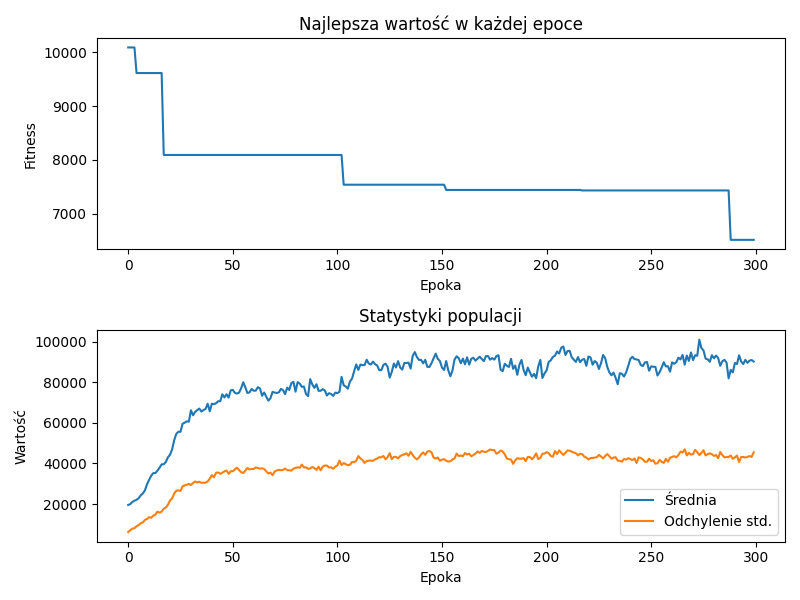 Najlepsza wartość w każdej epoce
10000
9000
8000
7000
Fitness
0 50 100 150 200 250 300
Epoka
Statystyki populacji
100000
80000
60000
40000
20000
Wartość
Średnia
Odchylenie std.
0 50 100 150 200 250 300
Epoka